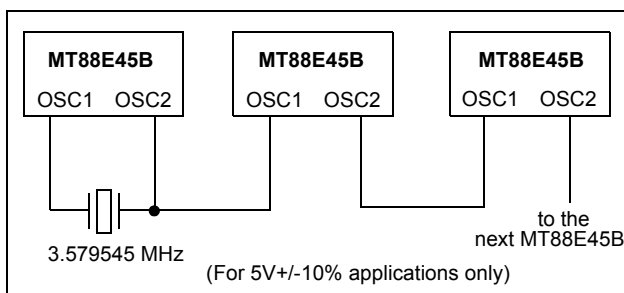 MT88E45B MT88E45B MT88E45B
OSC1 OSC2 OSC1 OSC2 OSC1 OSC2
3.579545 MHz
to the
next MT88E45B
(For 5V+/-10% applications only)